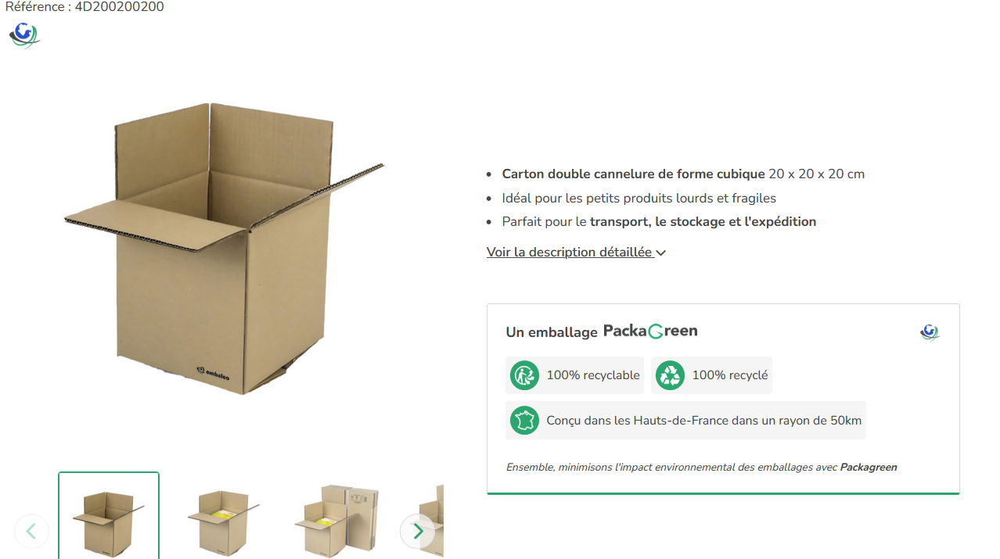 Référence : 4D200200200
embaleo
Carton double cannelure de forme cubique 20 x 20 x 20 cm
Idéal pour les petits produits lourds et fragiles
Parfait pour le transport, le stockage et l'expédition
Voir la description détaillée
Un emballage PackaGreen
100% recyclable
100% recyclé
Conçu dans les Hauts-de-France dans un rayon de 50km
Ensemble, minimisons l'impact environnemental des emballages avec Packagreen